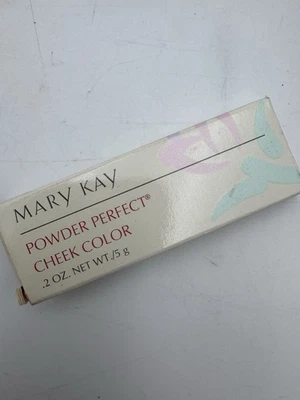 MARY KAY
POWDER PERFECT®
CHEEK COLOR
.2 OZ. NET WT./5 g